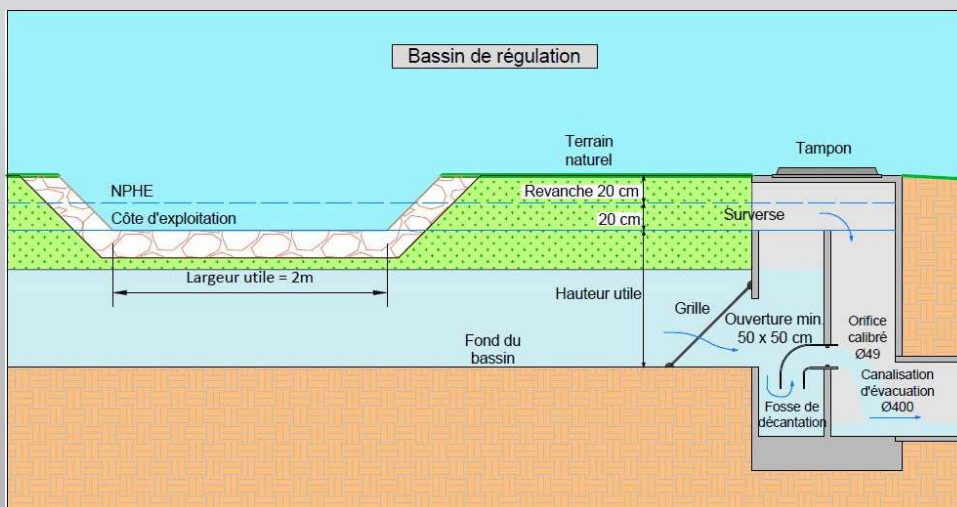 Bassin de régulation
Terrain
naturel
Tampon
NPHE
Revanche 20 cm
Côte d'exploitation
20 cm
Surverse
Largeur utile = 2m
Hauteur utile
Grille
Ouverture min.
50 x 50 cm
Orifice
calibré
Ø49
Fond du
bassin
Canalisation
d'évacuation
Ø400
Fosse de
décantation